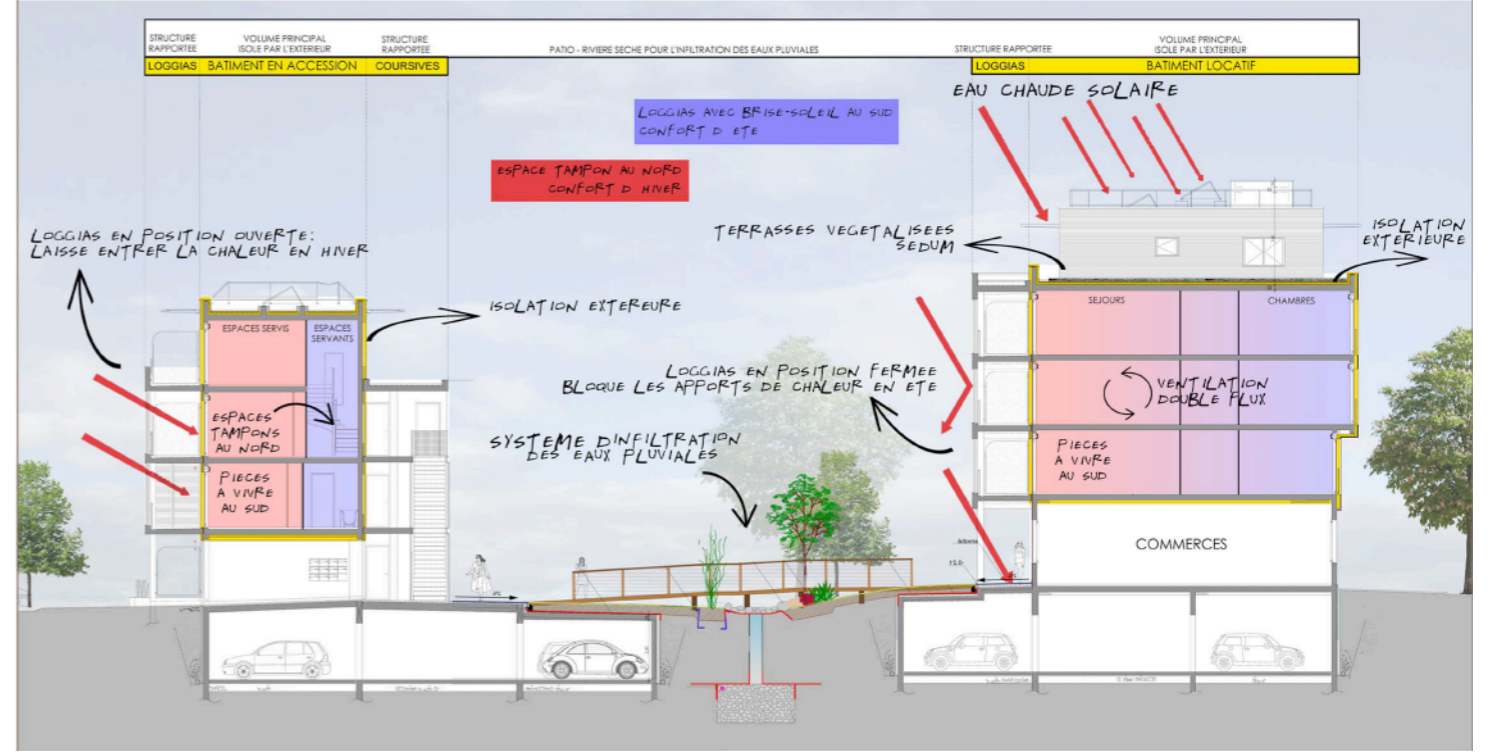 STRUCTURE
RAPPORTEE
VOLUME PRINCIPAL
ISOLE PAR L'EXTERIEUR
STRUCTURE
RAPPORTEE
PATIO - RIVIERE SECHE POUR L'INFILTRATION DES EAUX PLUVIALES
STRUCTURE RAPPORTEE
VOLUME PRINCIPAL
ISOLE PAR L'EXTERIEUR
LOGGIAS
BATIMENT EN ACCESSION
COURSIVES
LOGGIAS
BATIMENT LOCATIF
EAU CHAUDE SOLAIRE
LOGGIAS AVEC BRISE-SOLEIL AU SUD
CONFORT D ETE
ESPACE TAMPON AU NORD
CONFORT D HIVER
LOGGIAS EN POSITION OUVERTE:
LAISSE ENTRER LA CHALEUR EN HIVER
TERRASSES VEGETALISEES
SEDUM
ISOLATION
EXTERIEURE
ISOLATION EXTEREURE
ESPACES SERVIS
ESPACES
SERVANTS
SEJOURS
CHAMBRES
LOGGIAS EN POSITION FERMEE
BLOQUE LES APPORTS DE CHALEUR EN ETE
VENTILATION
DOUBLE FLUX
ESPACES
TAMPONS
AU NORD
SYSTEME D'INFILTRATION
DES EAUX PLUVIALES
PIECES
A VIVRE
AU SUD
PIECES
A VIVRE
AU SUD
COMMERCES